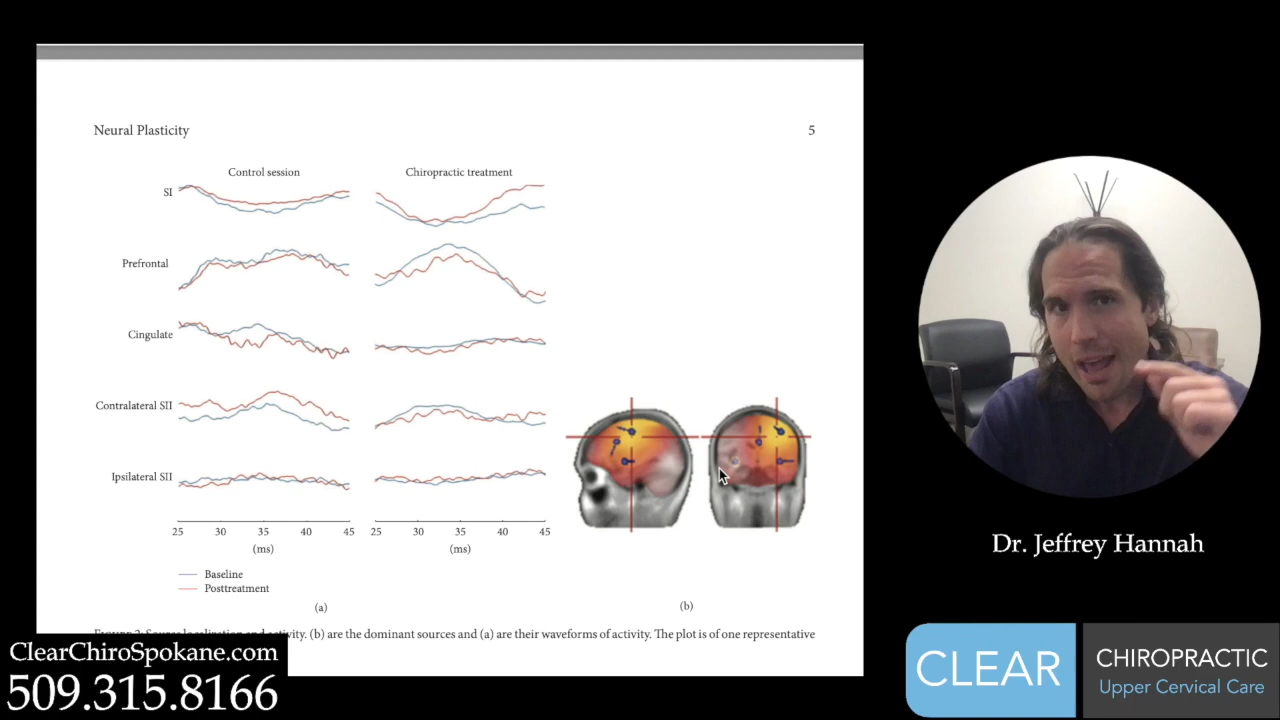 Neural Plasticity 5
Control session Chiropractic treatment
SI
Prefrontal
Cingulate
Contralateral SII
Ipsilateral SII
25 30 35 40 45 25 30 35 40 45
(ms) (ms)
Baseline
Posttreatment
(a) (b)
activity. (b) are the dominant sources and (a) are their waveforms of activity. The plot is of one representative
ClearChiroSpokane.com
509.315.8166
Dr. Jeffrey Hannah
CLEAR
CHIROPRACTIC
Upper Cervical Care